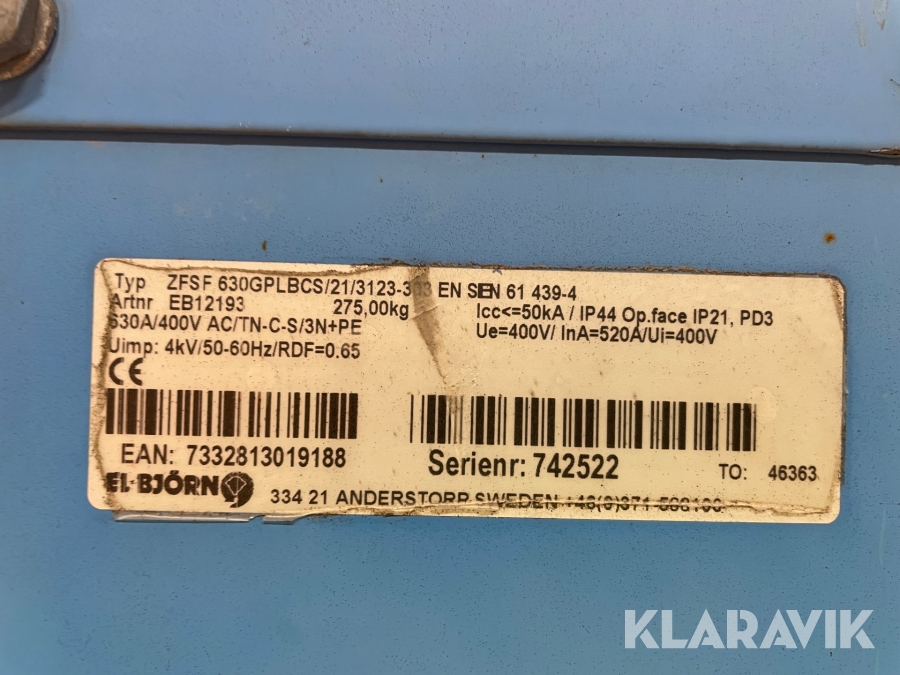 Typ ZFSF 630GPLBCS/21/3123-303 EN SEN 61 439-4
Artnr EB12193 275,00kg Icc<=50kA / IP44 Op.face IP21, PD3
630A/400V AC/TN-C-S/3N+PE Ue=400V/ InA=520A/Ui=400V
Uimp: 4kV/50-60Hz/RDF=0.65
CE
EAN: 7332813019188 Serienr: 742522 TO: 46363
EL-BJÖRN 334 21 ANDERSTORP SWEDEN
KLARAVIK